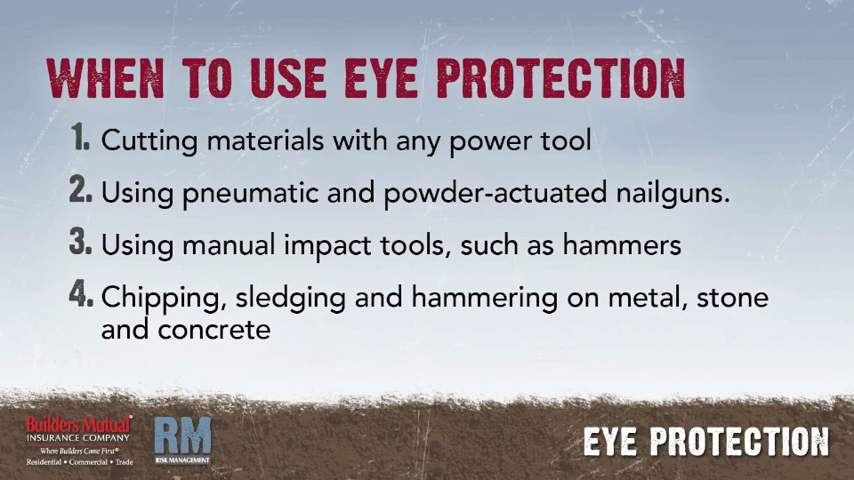 WHEN TO USE EYE PROTECTION
1. Cutting materials with any power tool
2. Using pneumatic and powder-actuated nailguns.
3. Using manual impact tools, such as hammers
4. Chipping, sledging and hammering on metal, stone
and concrete
Builders Mutual®
INSURANCE COMPANY
Where Builders Come First®
Residential • Commercial • Trade
RM
RISK MANAGEMENT
EYE PROTECTION